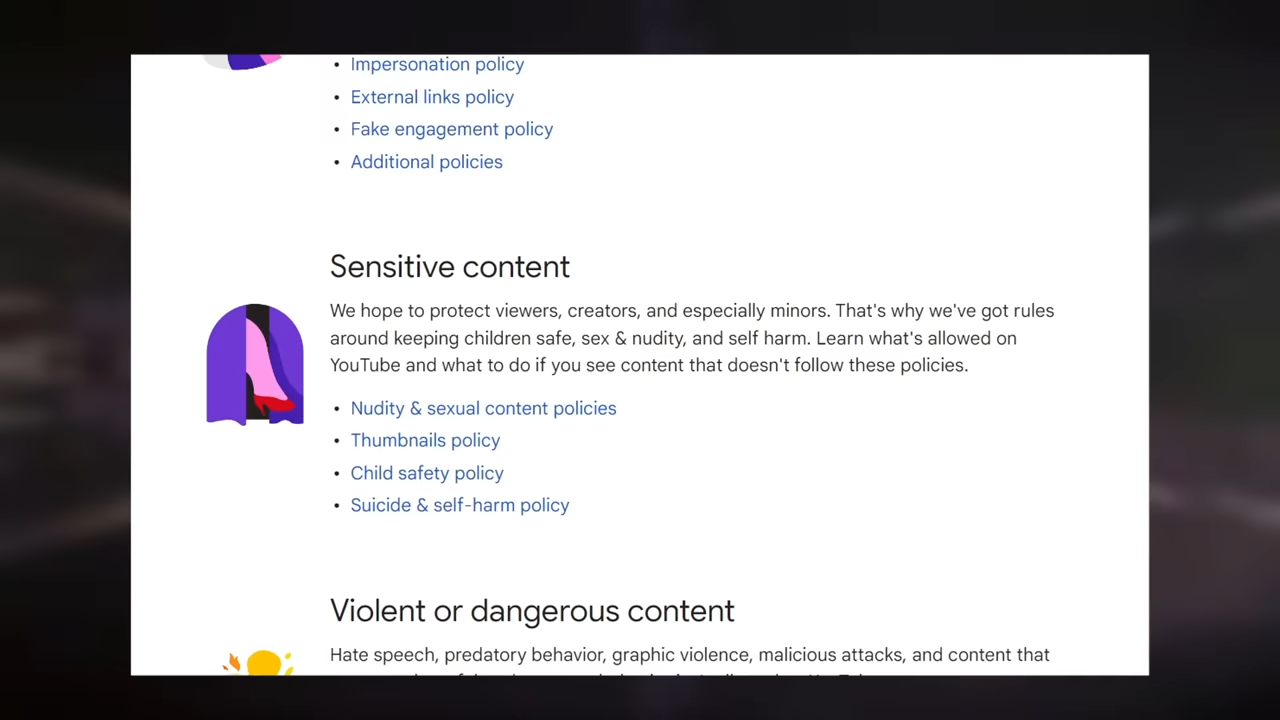 Impersonation policy
External links policy
Fake engagement policy
Additional policies
Sensitive content
We hope to protect viewers, creators, and especially minors. That's why we've got rules
around keeping children safe, sex & nudity, and self harm. Learn what's allowed on
YouTube and what to do if you see content that doesn't follow these policies.
Nudity & sexual content policies
Thumbnails policy
Child safety policy
Suicide & self-harm policy
Violent or dangerous content
Hate speech, predatory behavior, graphic violence, malicious attacks, and content that